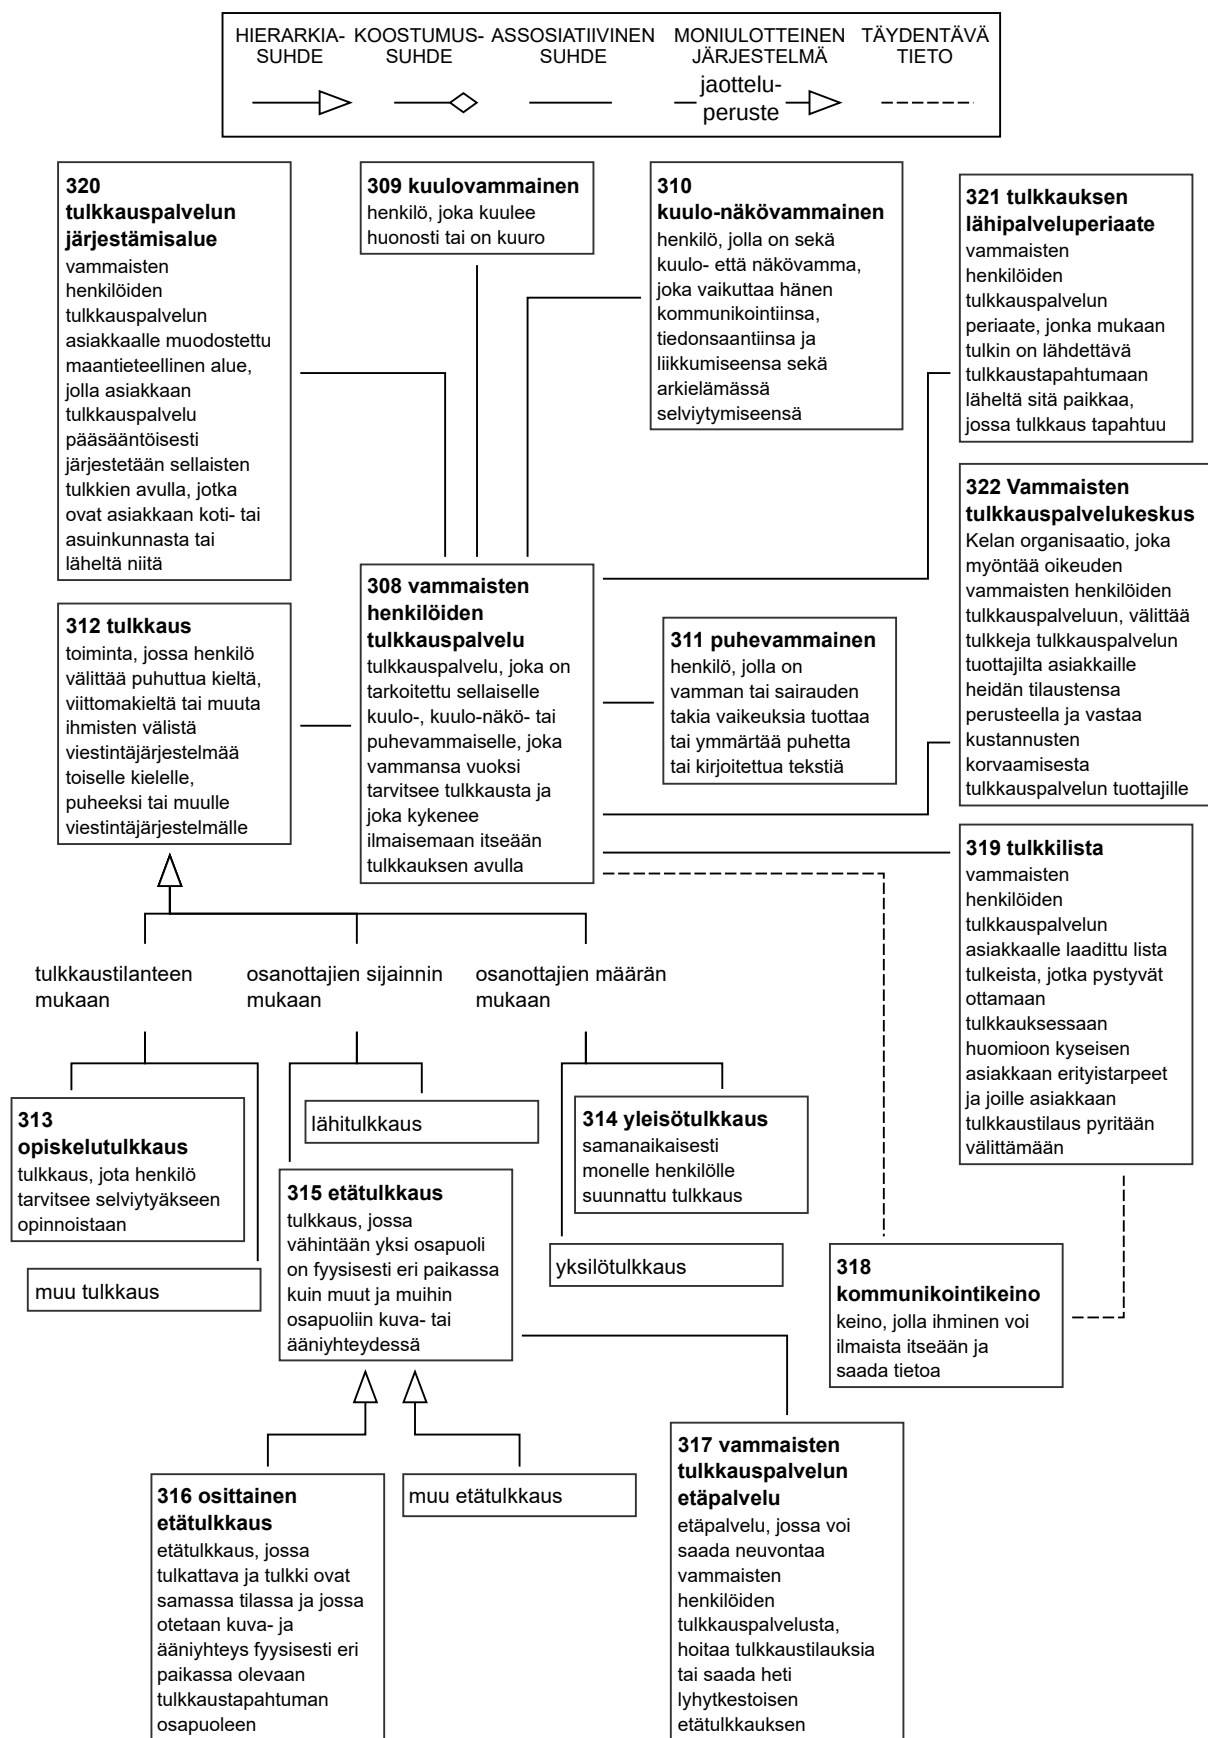 HIERARKIA-
SUHDE
KOOSTUMUS-
SUHDE
ASSOSIATIIVINEN
SUHDE
MONIULOTTEINEN
JÄRJESTELMÄ
jaottelu-
peruste
TÄYDENTÄVÄ
TIETO
320
tulkkauspalvelun
järjestämisalue
vammaisten
henkilöiden
tulkkauspalvelun
asiakkaalle muodostettu
maantieteellinen alue,
jolla asiakkaan
tulkkauspalvelu
pääsääntöisesti
järjestetään sellaisten
tulkkien avulla, jotka
ovat asiakkaan koti- tai
asuinkunnasta tai
läheltä niitä
309 kuulovammainen
henkilö, joka kuulee
huonosti tai on kuuro
310
kuulo-näkövammainen
henkilö, jolla on sekä
kuulo- että näkövamma,
joka vaikuttaa hänen
kommunikointiinsa,
tiedonsaantiinsa ja
liikkumiseensa sekä
arkielämässä
selviytymiseensä
321 tulkkauksen
lähipalveluperiaate
vammaisten
henkilöiden
tulkkauspalvelun
periaate, jonka mukaan
tulkin on lähdettävä
tulkkaustapahtumaan
läheltä sitä paikkaa,
jossa tulkkaus tapahtuu
322 Vammaisten
tulkkauspalvelukeskus
Kelan organisaatio, joka
myöntää oikeuden
vammaisten henkilöiden
tulkkauspalveluun, välittää
tulkkeja tulkkauspalvelun
tuottajilta asiakkaille
heidän tilaustensa
perusteella ja vastaa
kustannusten
korvaamisesta
tulkkauspalvelun tuottajille
308 vammaisten
henkilöiden
tulkkauspalvelu
tulkkauspalvelu, joka on
tarkoitettu sellaiselle
kuulo-, kuulo-näkö- tai
puhevammaiselle, joka
vammansa vuoksi
tarvitsee tulkkausta ja
joka kykenee
ilmaisemaan itseään
tulkkauksen avulla
312 tulkkaus
toiminta, jossa henkilö
välittää puhuttua kieltä,
viittomakieltä tai muuta
ihmisten välistä
viestintäjärjestelmää
toiselle kielelle,
puheeksi tai muulle
viestintäjärjestelmälle
311 puhevammainen
henkilö, jolla on
vamman tai sairauden
takia vaikeuksia tuottaa
tai ymmärtää puhetta
tai kirjoitettua tekstiä
319 tulkkilista
vammaisten
henkilöiden
tulkkauspalvelun
asiakkaalle laadittu lista
tulkeista, jotka pystyvät
ottamaan
tulkkauksessaan
huomioon kyseisen
asiakkaan erityistarpeet
ja joille asiakkaan
tulkkaustilaus pyritään
välittämään
tulkkaustilanteen
mukaan
osanottajien sijainnin
mukaan
osanottajien määrän
mukaan
313
opiskelutulkkaus
tulkkaus, jota henkilö
tarvitsee selviytyäkseen
opinnoistaan
muu tulkkaus
lähitulkkaus
315 etätulkkaus
tulkkaus, jossa
vähintään yksi osapuoli
on fyysisesti eri paikassa
kuin muut ja muihin
osapuoliin kuva- tai
ääniyhteydessä
314 yleisötulkkaus
samanaikaisesti
monelle henkilölle
suunnattu tulkkaus
yksilötulkkaus
318
kommunikointikeino
keino, jolla ihminen voi
ilmaista itseään ja
saada tietoa
316 osittainen
etätulkkaus
etätulkkaus, jossa
tulkattava ja tulkki ovat
samassa tilassa ja jossa
otetaan kuva- ja
ääniyhteys fyysisesti eri
paikassa olevaan
tulkkaustapahtuman
osapuoleen
muu etätulkkaus
317 vammaisten
tulkkauspalvelun
etäpalvelu
etäpalvelu, jossa voi
saada neuvontaa
vammaisten
henkilöiden
tulkkauspalvelusta,
hoitaa tulkkaustilauksia
tai saada heti
lyhytkestoisen
etätulkkauksen